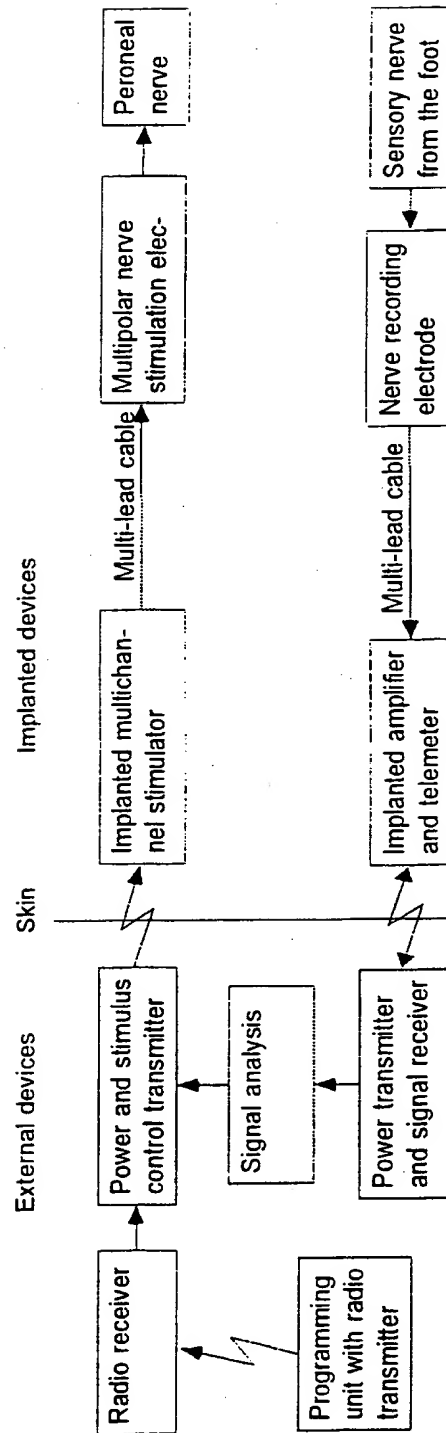 External devices
Skin
Implanted devices
Radio receiver
Power and stimulus
control transmitter
Implanted multichan-
nel stimulator
Multi-lead cable
Multipolar nerve
stimulation elec-
Peroneal
nerve
Signal analysis
Programming
unit with radio
transmitter
Power transmitter
and signal receiver
Implanted amplifier
and telemeter
Multi-lead cable
Nerve recording
electrode
Sensory nerve
from the foot